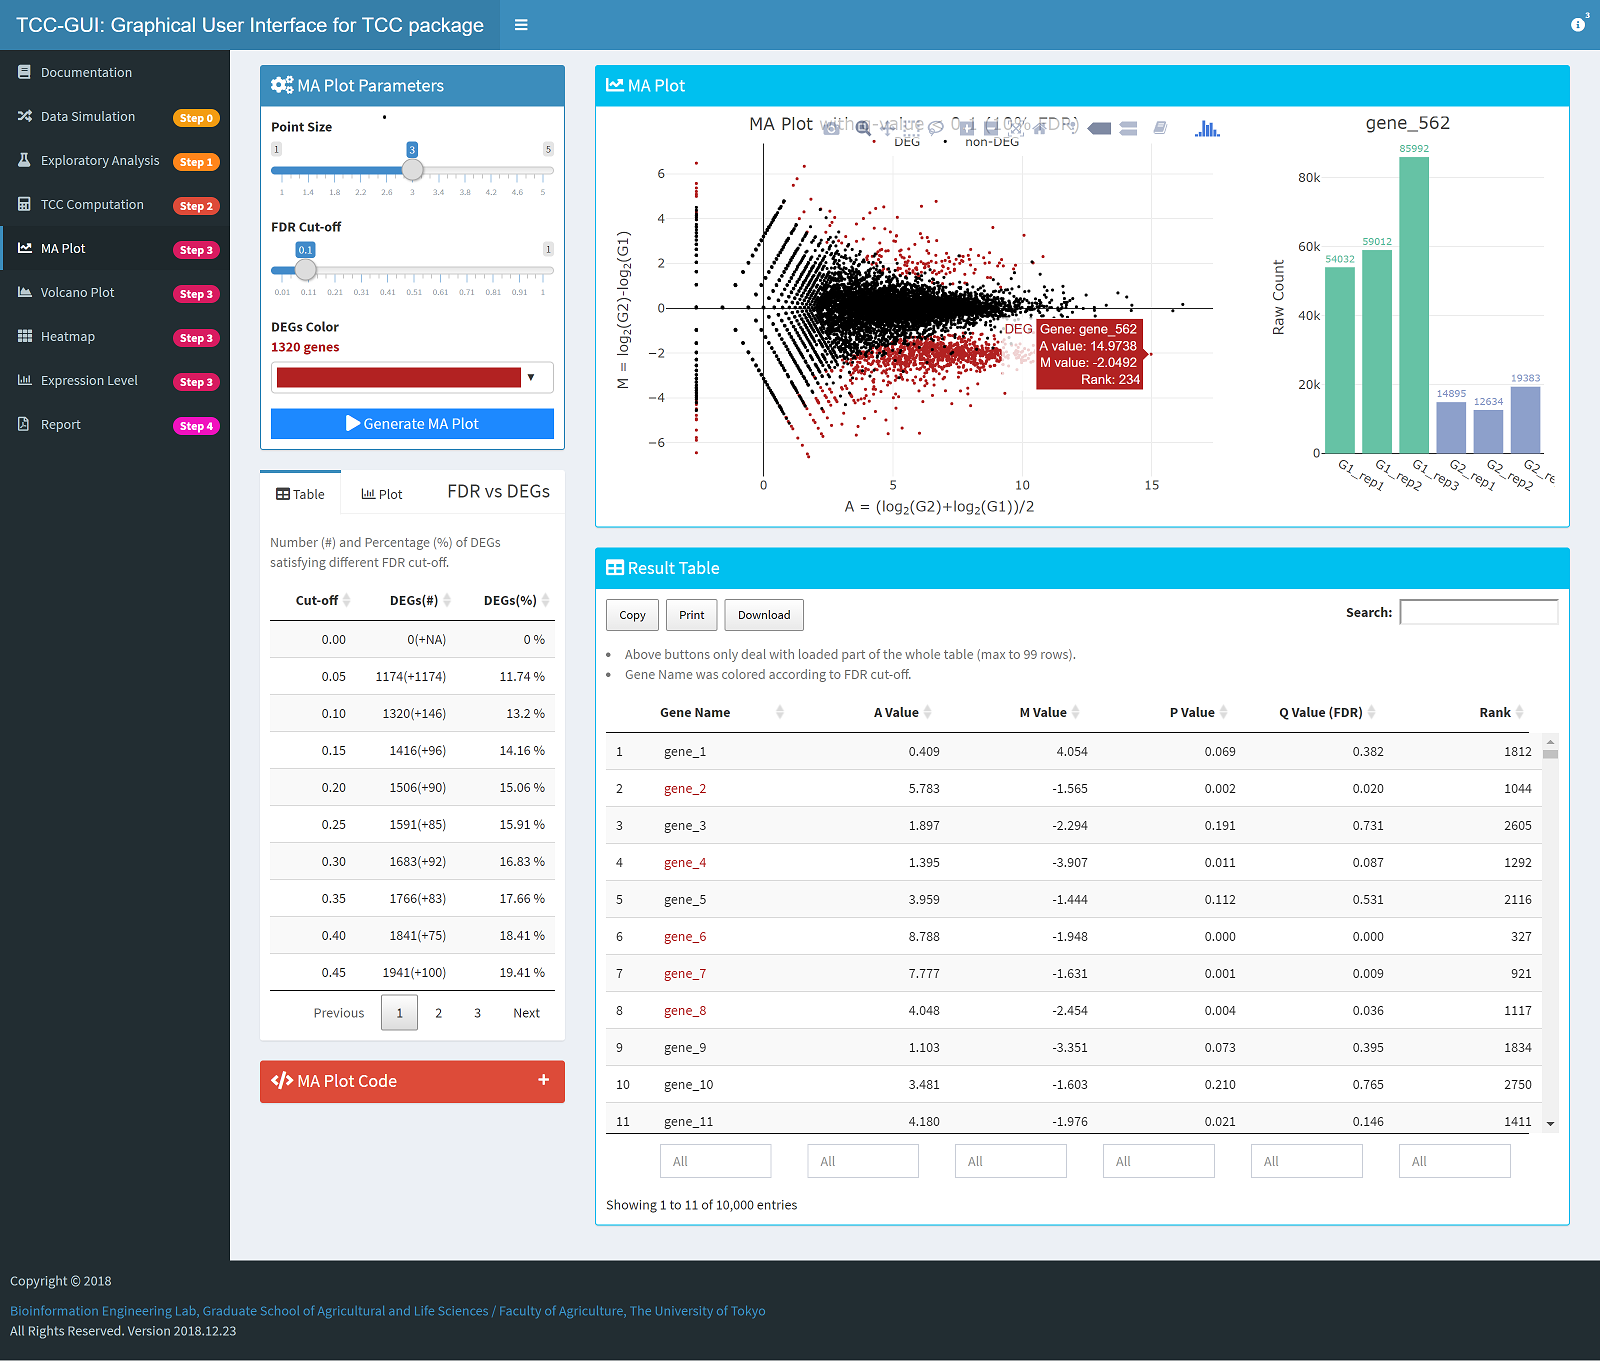 TCC-GUI: Graphical User Interface for TCC package
3
Documentation
Data Simulation Step 0
Exploratory Analysis Step 1
TCC Computation Step 2
MA Plot Step 3
Volcano Plot Step 3
Heatmap Step 3
Expression Level Step 3
Report Step 4
MA Plot Parameters
Point Size
1 3 5
1 1.4 1.8 2.2 2.6 3 3.4 3.8 4.2 4.6 5
FDR Cut-off
0.1 1
0.01 0.11 0.21 0.31 0.41 0.51 0.61 0.71 0.81 0.91 1
DEGs Color
1320 genes
Generate MA Plot
Table Plot FDR vs DEGs
Number (#) and Percentage (%) of DEGs
satisfying different FDR cut-off.
Cut-off DEGs(#) DEGs(%)
0.00 0(+NA) 0 %
0.05 1174(+1174) 11.74 %
0.10 1320(+146) 13.2 %
0.15 1416(+96) 14.16 %
0.20 1506(+90) 15.06 %
0.25 1591(+85) 15.91 %
0.30 1683(+92) 16.83 %
0.35 1766(+83) 17.66 %
0.40 1841(+75) 18.41 %
0.45 1941(+100) 19.41 %
Previous 1 2 3 Next
MA Plot Code +
MA Plot
MA Plot with q-value < 0.1 (10% FDR)
DEG non-DEG
M = log2(G2)-log2(G1)
6
4
2
0
−2
−4
−6
0 5 10 15
A = (log2(G2)+log2(G1))/2
DEG
Gene: gene_562
A value: 14.9738
M value: -2.0492
Rank: 234
gene_562
Raw Count
80k
60k
40k
20k
0
54032 59012 85992 14895 12634 19383
G1_rep1 G1_rep2 G1_rep3 G2_rep1 G2_rep2 G2_re
Result Table
Copy Print Download Search:
Above buttons only deal with loaded part of the whole table (max to 99 rows).
Gene Name was colored according to FDR cut-off.
Gene Name A Value M Value P Value Q Value (FDR) Rank
1 gene_1 0.409 4.054 0.069 0.382 1812
2 gene_2 5.783 -1.565 0.002 0.020 1044
3 gene_3 1.897 -2.294 0.191 0.731 2605
4 gene_4 1.395 -3.907 0.011 0.087 1292
5 gene_5 3.959 -1.444 0.112 0.531 2116
6 gene_6 8.788 -1.948 0.000 0.000 327
7 gene_7 7.777 -1.631 0.001 0.009 921
8 gene_8 4.048 -2.454 0.004 0.036 1117
9 gene_9 1.103 -3.351 0.073 0.395 1834
10 gene_10 3.481 -1.603 0.210 0.765 2750
11 gene_11 4.180 -1.976 0.021 0.146 1411
All All All All All All
Showing 1 to 11 of 10,000 entries
Copyright © 2018
Bioinformation Engineering Lab, Graduate School of Agricultural and Life Sciences / Faculty of Agriculture, The University of Tokyo
All Rights Reserved. Version 2018.12.23